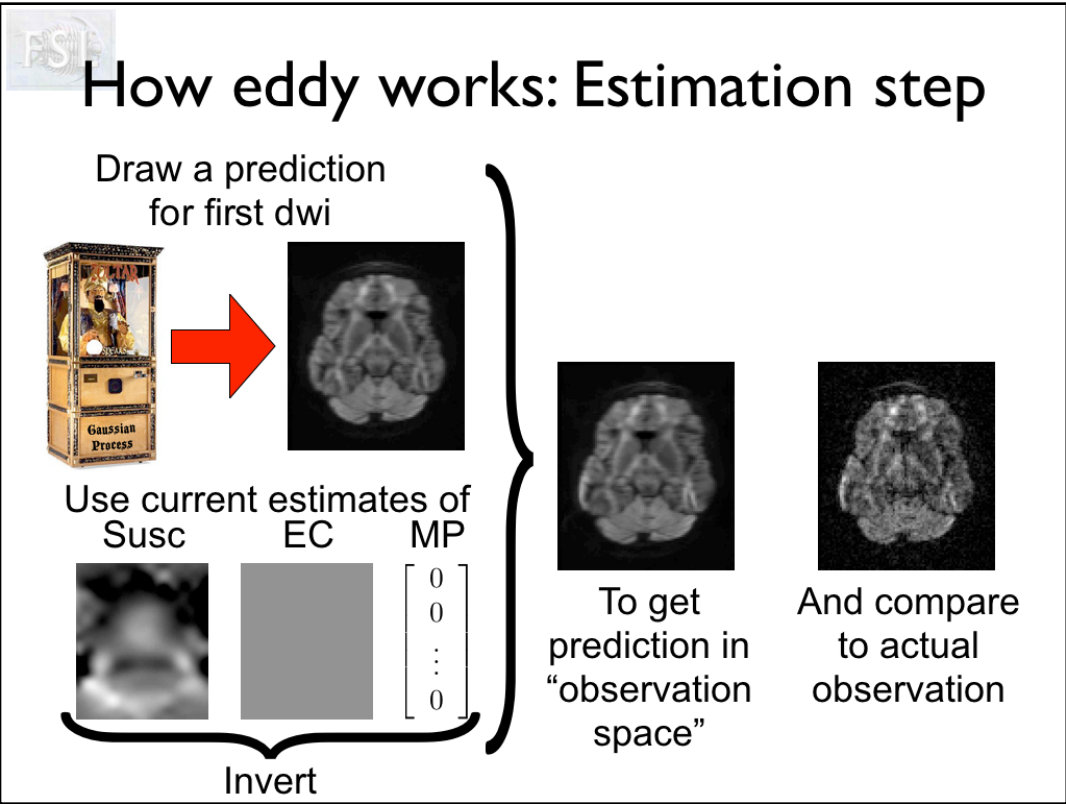 FSL
How eddy works: Estimation step
Draw a prediction
for first dwi
SPEAKS
Gaussian
Process
Use current estimates of
Susc EC MP
0
0
⋮
0
Invert
To get
prediction in
“observation
space”
And compare
to actual
observation